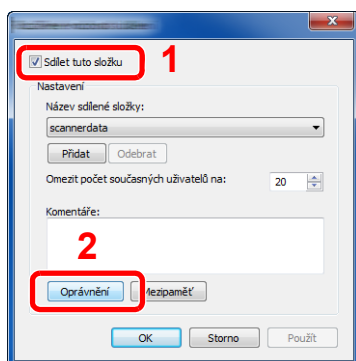 Sdílet tuto složku
1
Nastavení
Název sdílené složky:
scannerdata
Přidat Odebrat
Omezit počet současných uživatelů na: 20
Komentáře:
2
Oprávnění Mezipaměť
OK Storno Použít